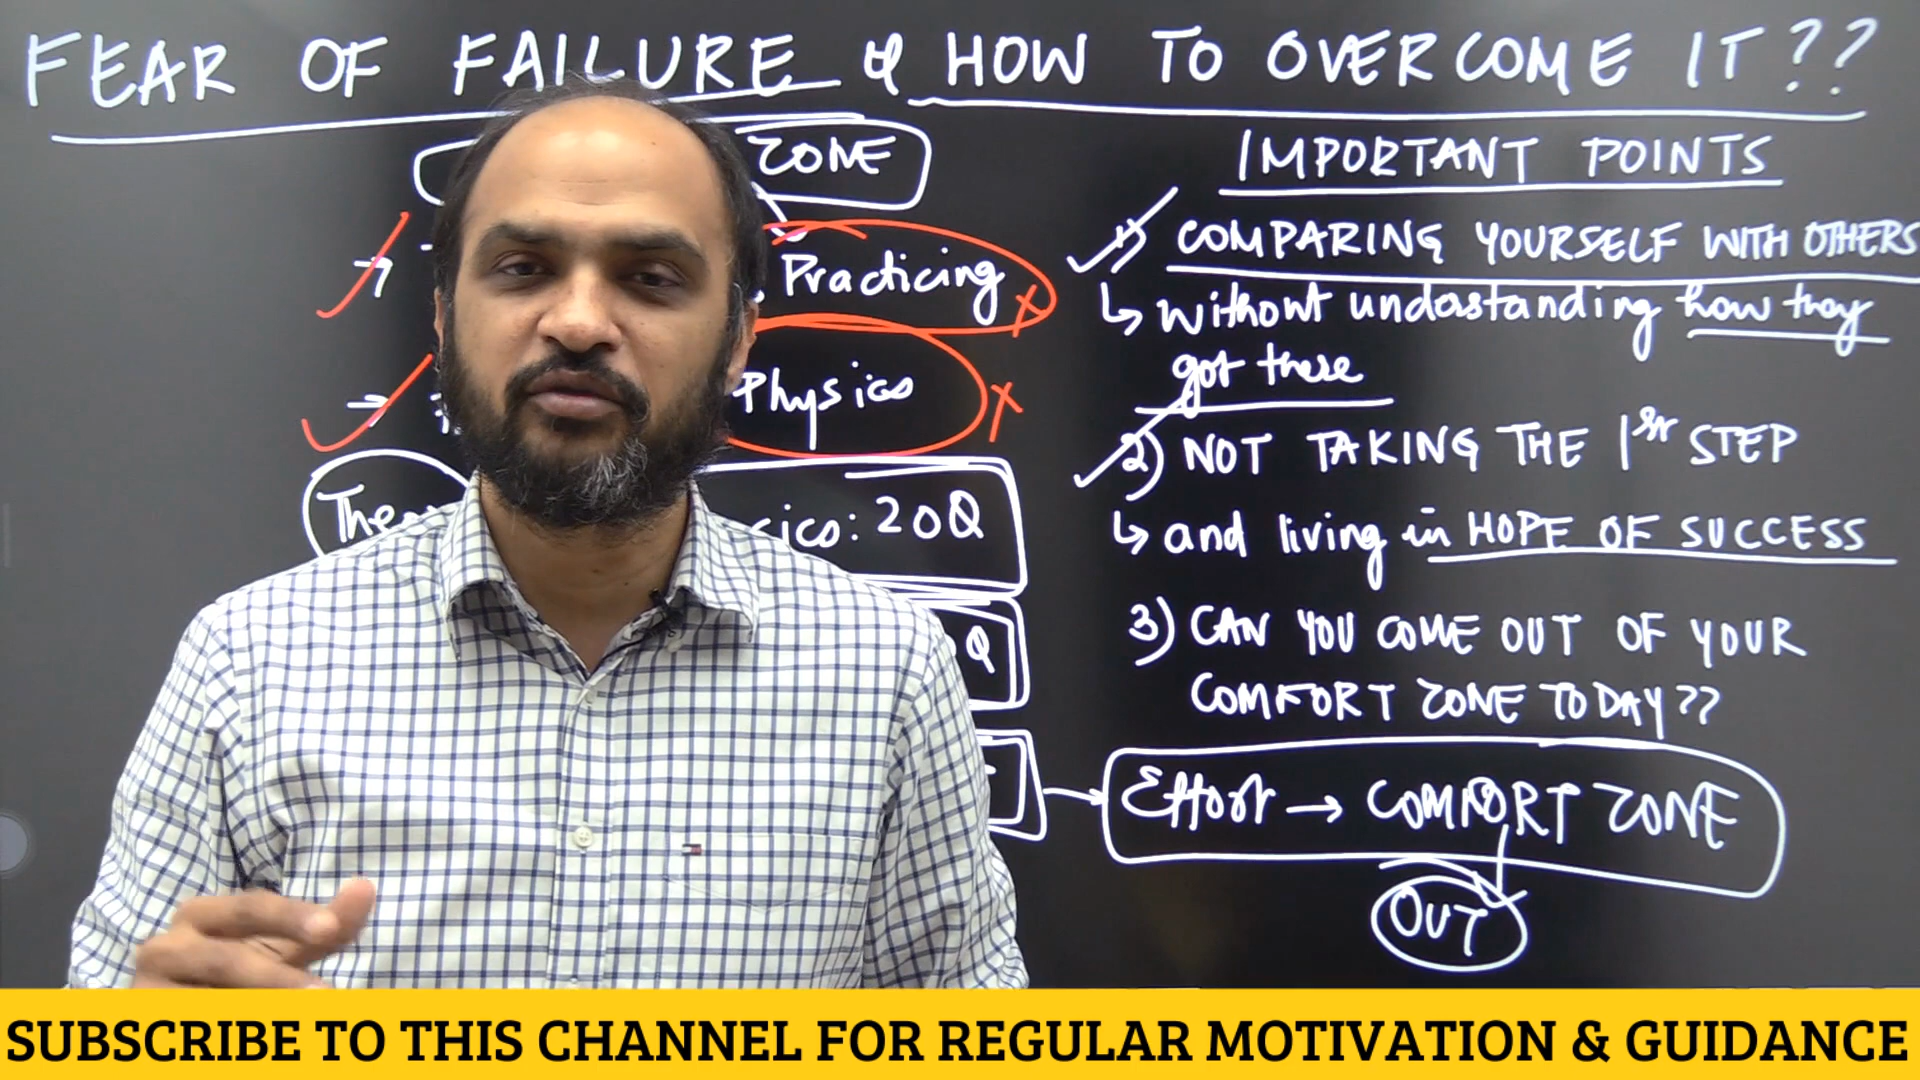 FEAR OF FAILURE & HOW TO OVERCOME IT??
ZONE
Practicing
Physics
Theo
ics: 20Q
Q
IMPORTANT POINTS
1) COMPARING YOURSELF WITH OTHERS
↳ without understanding how they
got these
2) NOT TAKING THE 1st STEP
↳ and living in HOPE OF SUCCESS
3) CAN YOU COME OUT OF YOUR
COMFORT ZONE TODAY??
Effort → COMFORT ZONE
OUT
SUBSCRIBE TO THIS CHANNEL FOR REGULAR MOTIVATION & GUIDANCE